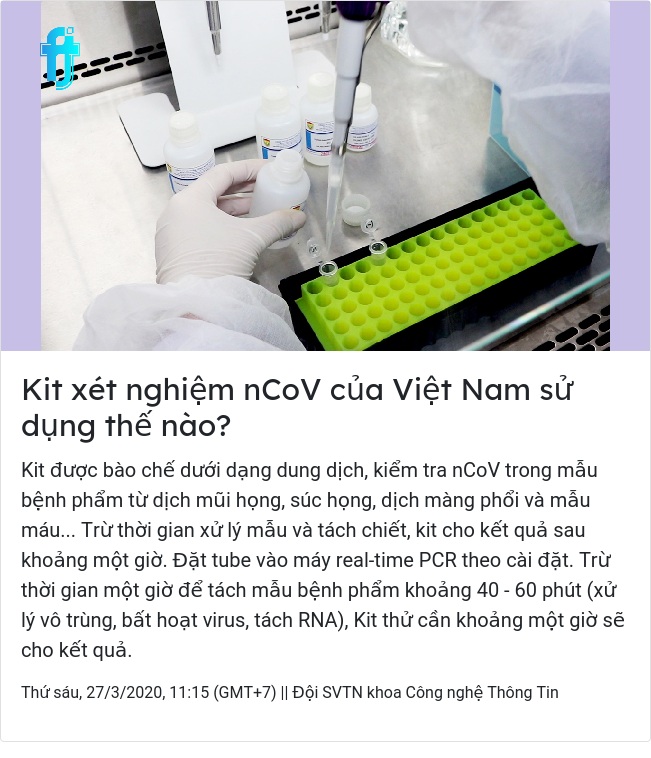 Kit xét nghiệm nCoV của Việt Nam sử
dụng thế nào?
Kit được bào chế dưới dạng dung dịch, kiểm tra nCoV trong mẫu
bệnh phẩm từ dịch mũi họng, súc họng, dịch màng phổi và mẫu
máu... Trừ thời gian xử lý mẫu và tách chiết, kit cho kết quả sau
khoảng một giờ. Đặt tube vào máy real-time PCR theo cài đặt. Trừ
thời gian một giờ để tách mẫu bệnh phẩm khoảng 40 - 60 phút (xử
lý vô trùng, bất hoạt virus, tách RNA), Kit thử cần khoảng một giờ sẽ
cho kết quả.
Thứ sáu, 27/3/2020, 11:15 (GMT+7) || Đội SVTN khoa Công nghệ Thông Tin